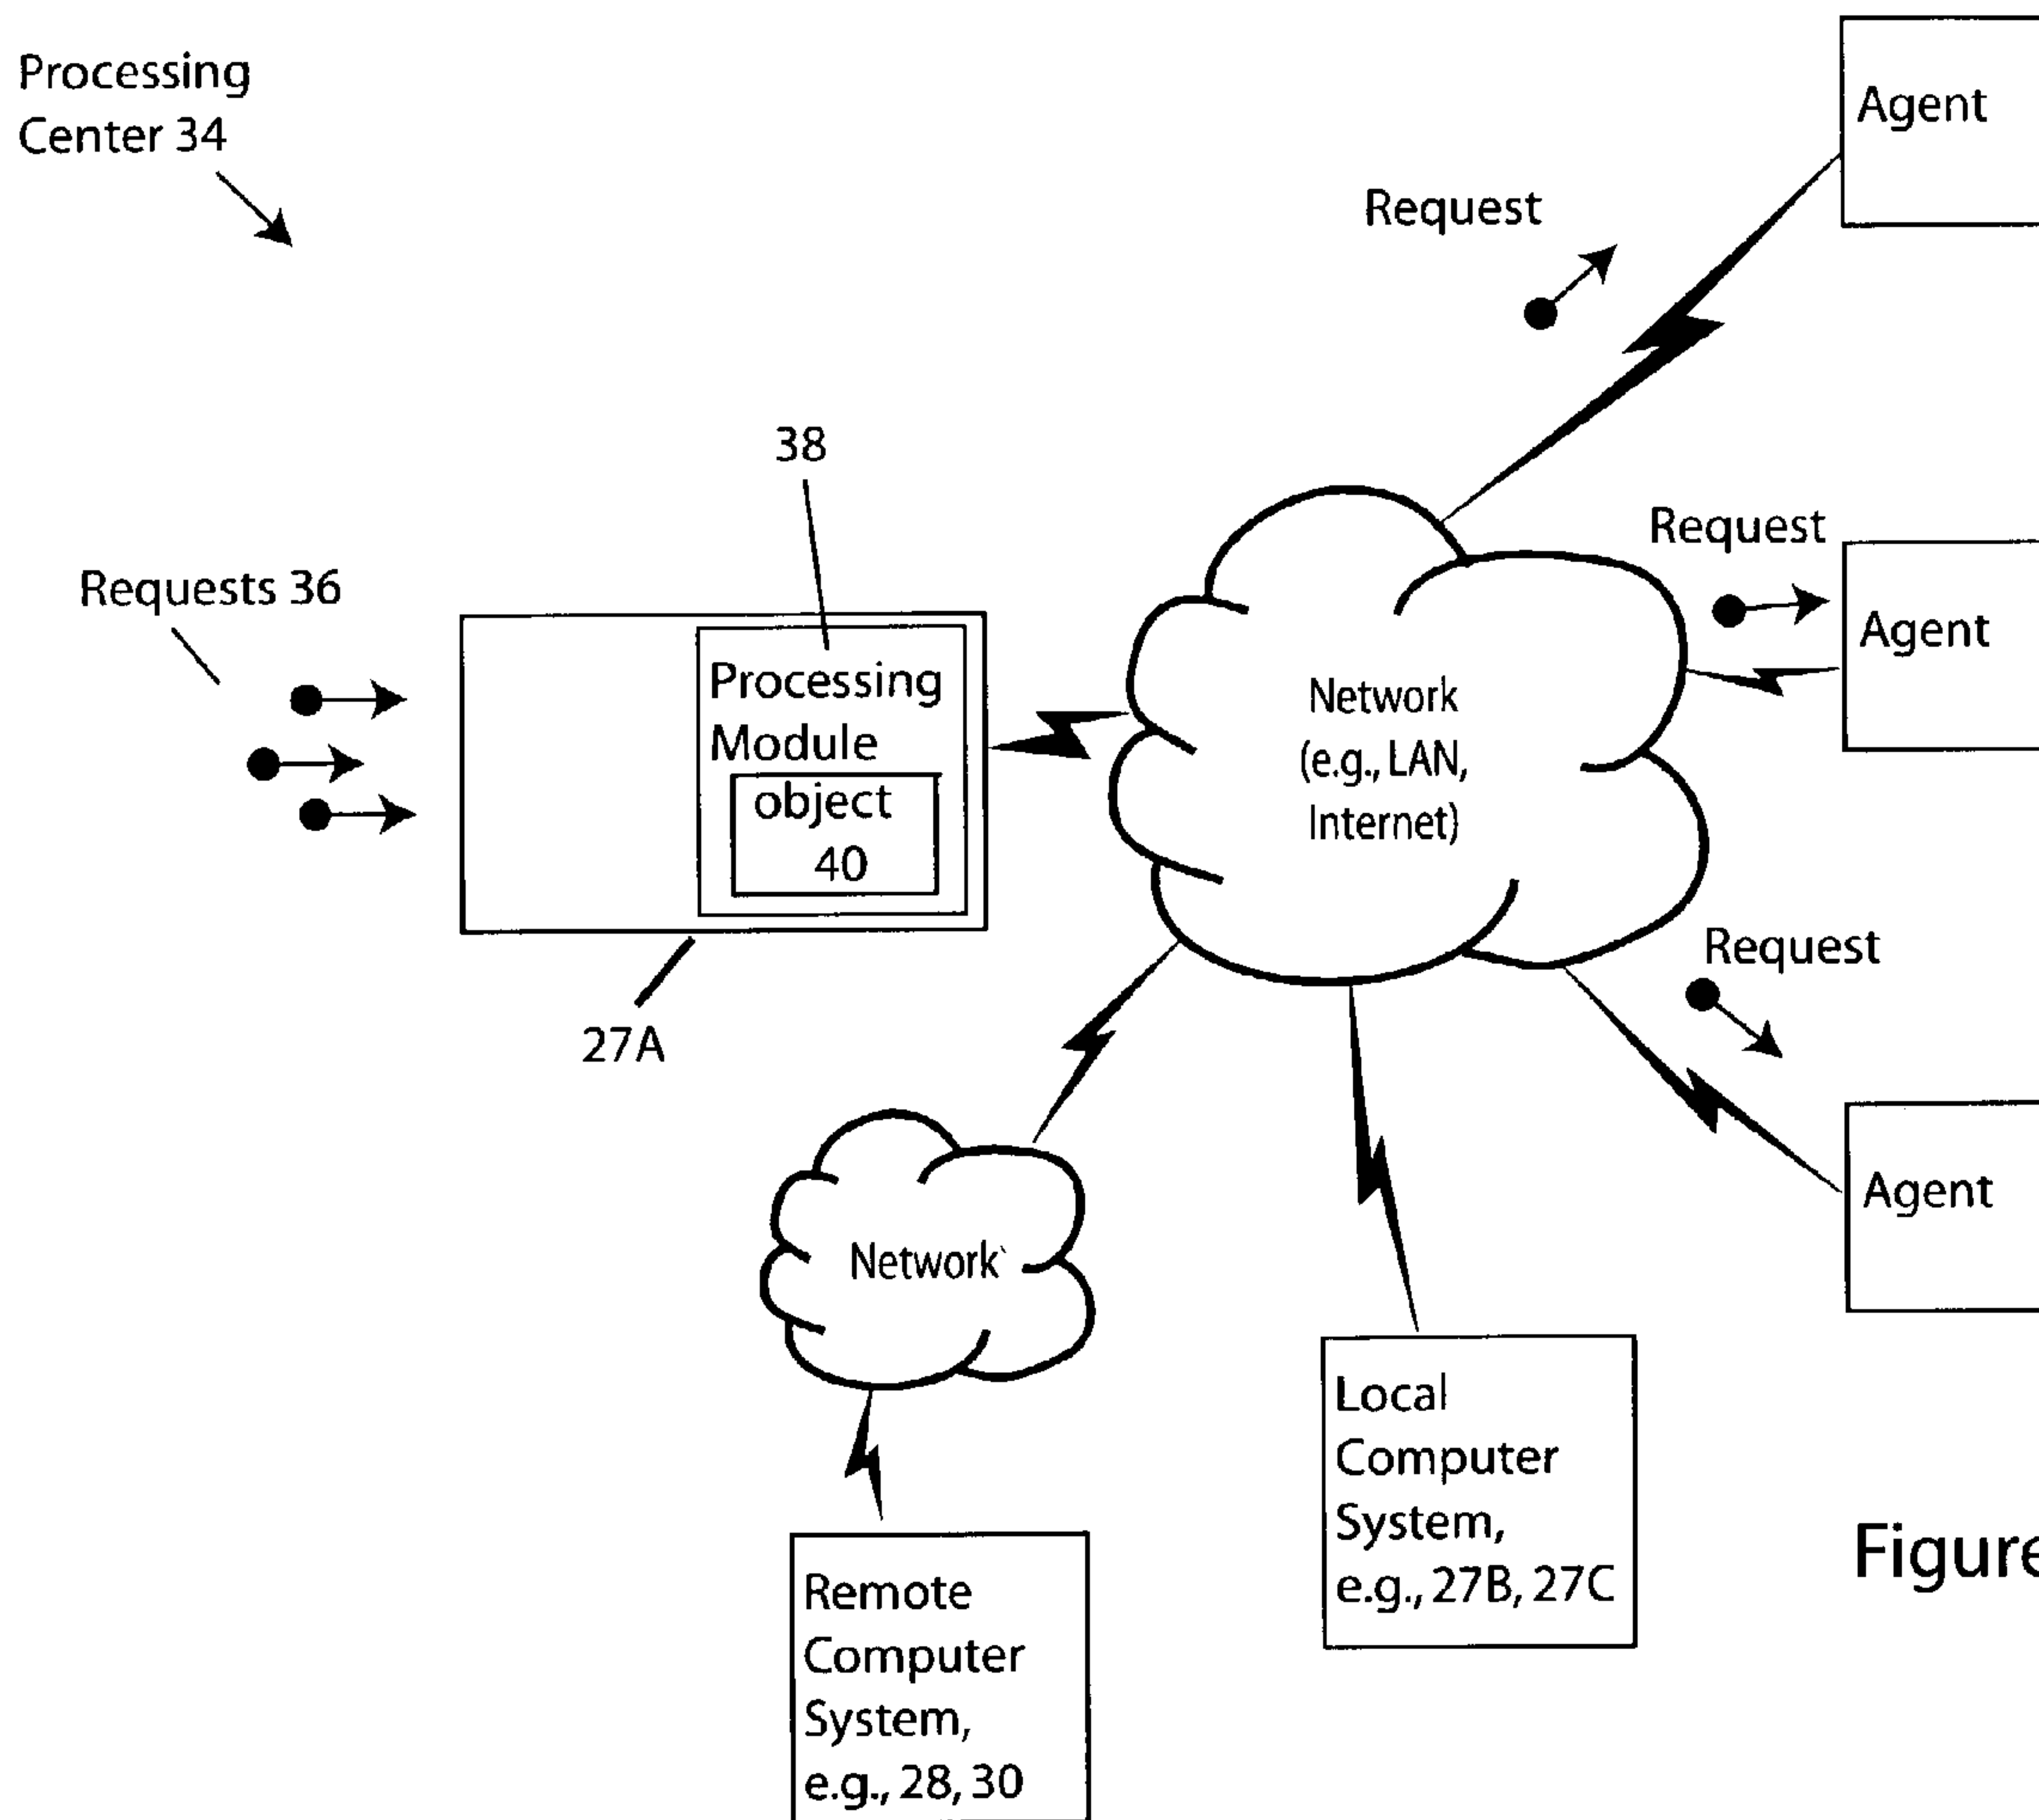 Processing
Center 34
Agent
Request
38
Request
Requests 36
Agent
Processing
Module
object
40
Network
(e.g., LAN,
Internet)
Request
27A
Agent
Network`
Local
Computer
System,
e.g., 27B, 27C
Figure
Remote
Computer
System,
e.g., 28, 30